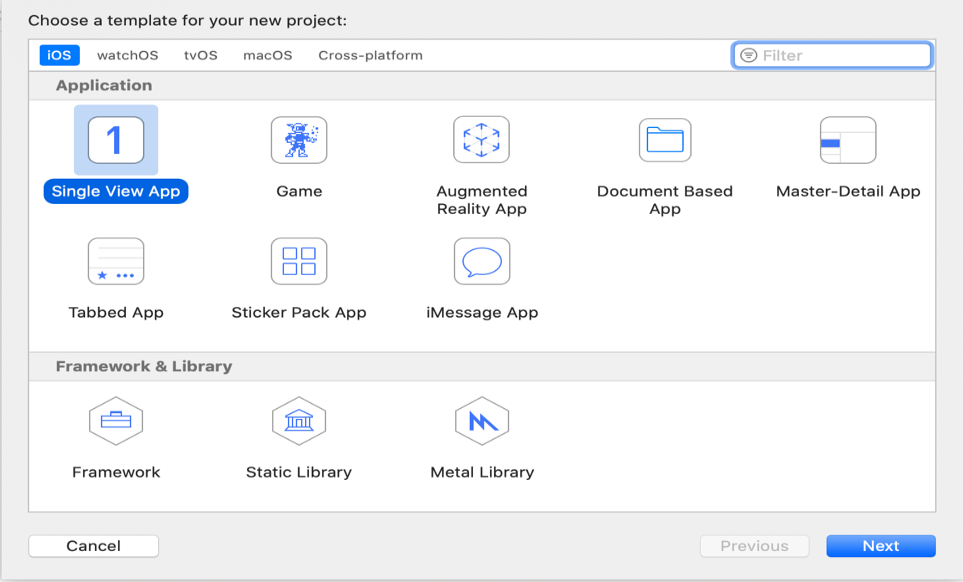 Choose a template for your new project:
iOS watchOS tvOS macOS Cross-platform Filter
Application
1
Single View App Game Augmented Reality App Document Based App Master-Detail App
Tabbed App Sticker Pack App iMessage App
Framework & Library
Framework Static Library Metal Library
Cancel Previous Next